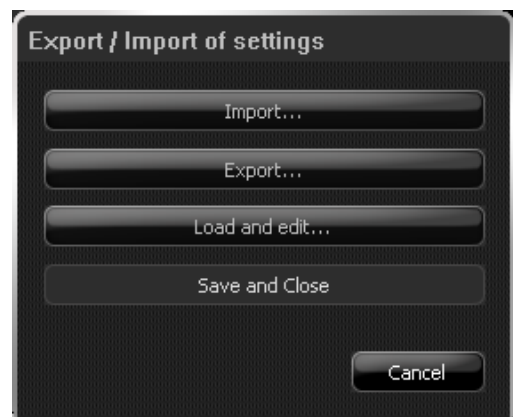 Export / Import of settings
Import...
Export...
Load and edit...
Save and Close
Cancel